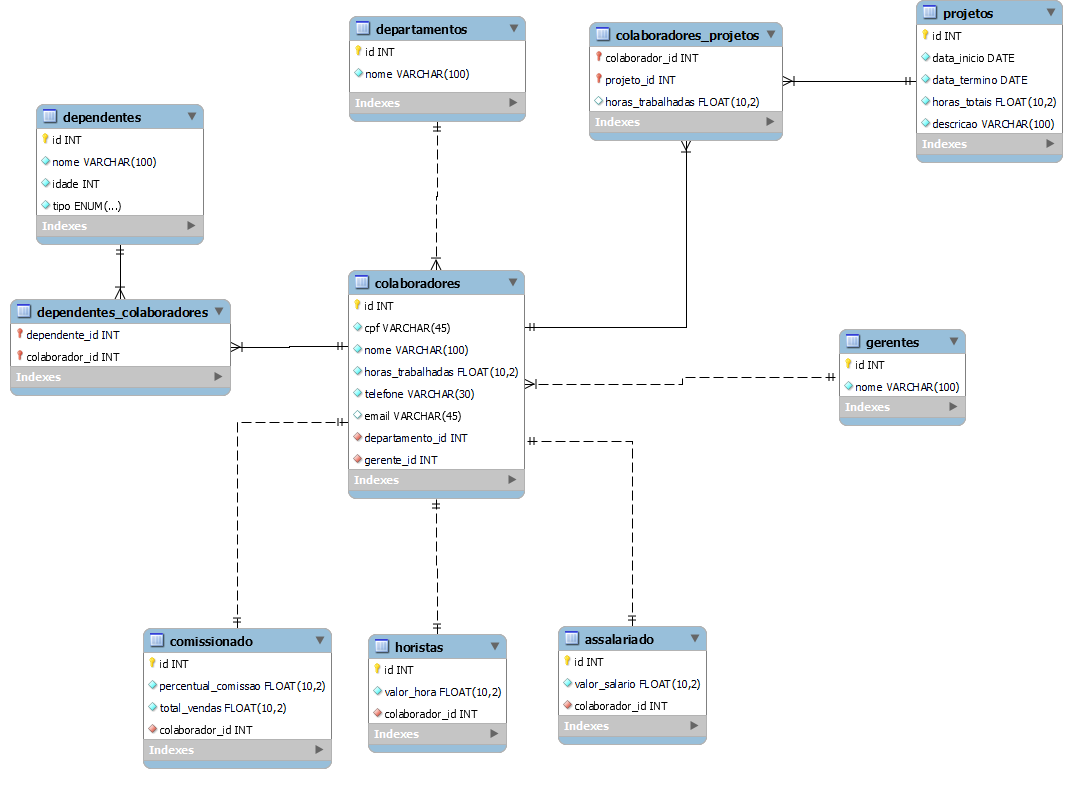 departamentos
id INT
nome VARCHAR(100)
Indexes
colaboradores_projetos
colaborador_id INT
projeto_id INT
horas_trabalhadas FLOAT(10,2)
Indexes
projetos
id INT
data_inicio DATE
data_termino DATE
horas_totais FLOAT(10,2)
descricao VARCHAR(100)
Indexes
dependentes
id INT
nome VARCHAR(100)
idade INT
tipo ENUM(...)
Indexes
dependentes_colaboradores
dependente_id INT
colaborador_id INT
Indexes
colaboradores
id INT
cpf VARCHAR(45)
nome VARCHAR(100)
horas_trabalhadas FLOAT(10,2)
telefone VARCHAR(30)
email VARCHAR(45)
departamento_id INT
gerente_id INT
Indexes
gerentes
id INT
nome VARCHAR(100)
Indexes
comissionado
id INT
percentual_comissao FLOAT(10,2)
total_vendas FLOAT(10,2)
colaborador_id INT
Indexes
horistas
id INT
valor_hora FLOAT(10,2)
colaborador_id INT
Indexes
assalariado
id INT
valor_salario FLOAT(10,2)
colaborador_id INT
Indexes